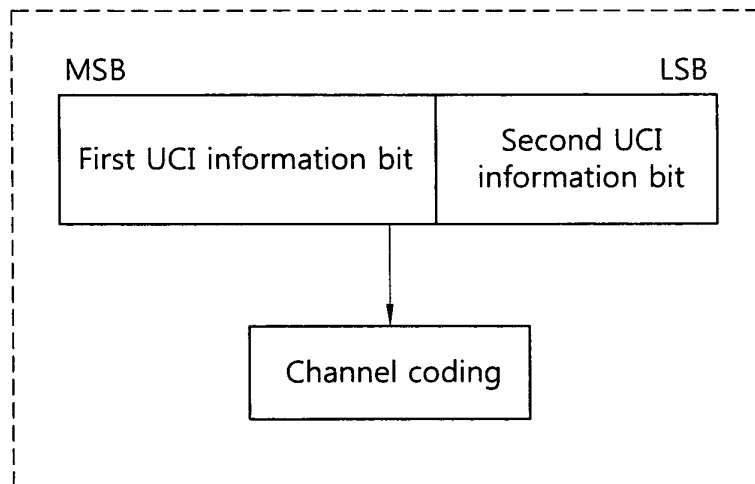 MSB LSB
First UCI information bit
Second UCI
information bit
Channel coding